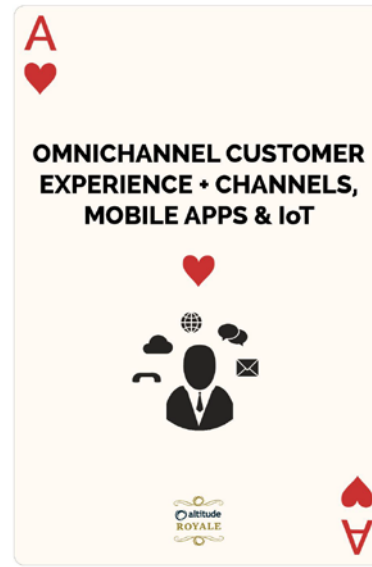 A
OMNICHANNEL CUSTOMER
EXPERIENCE + CHANNELS,
MOBILE APPS & IoT
altitude
ROYALE
A